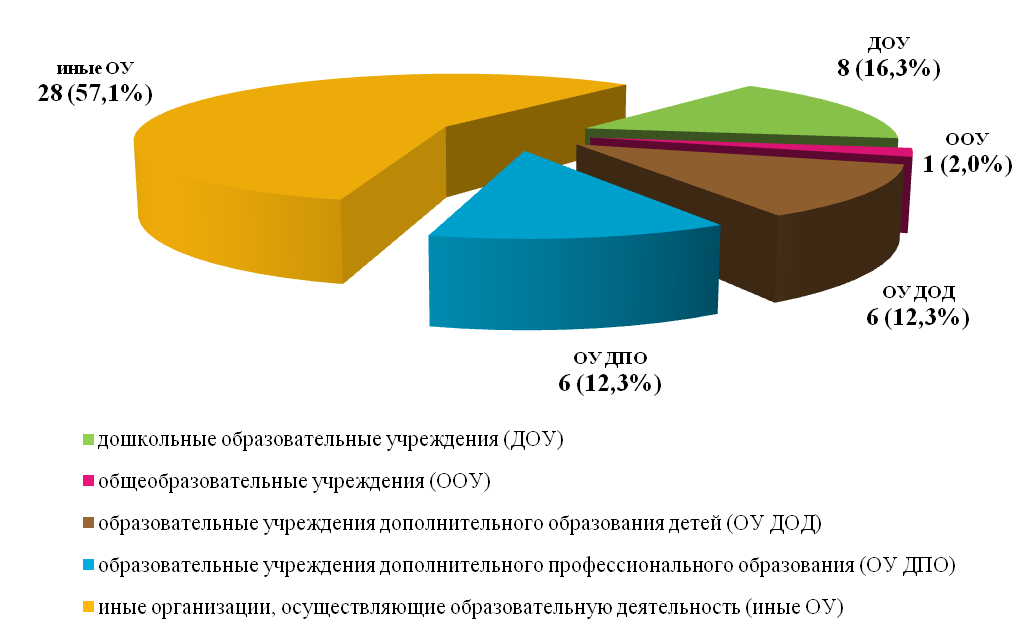 иные ОУ
28 (57,1%)
ДОУ
8 (16,3%)
ООУ
1 (2,0%)
ОУ ДОД
6 (12,3%)
ОУ ДПО
6 (12,3%)
дошкольные образовательные учреждения (ДОУ)
общеобразовательные учреждения (ООУ)
образовательные учреждения дополнительного образования детей (ОУ ДОД)
образовательные учреждения дополнительного профессионального образования (ОУ ДПО)
иные организации, осуществляющие образовательную деятельность (иные ОУ)